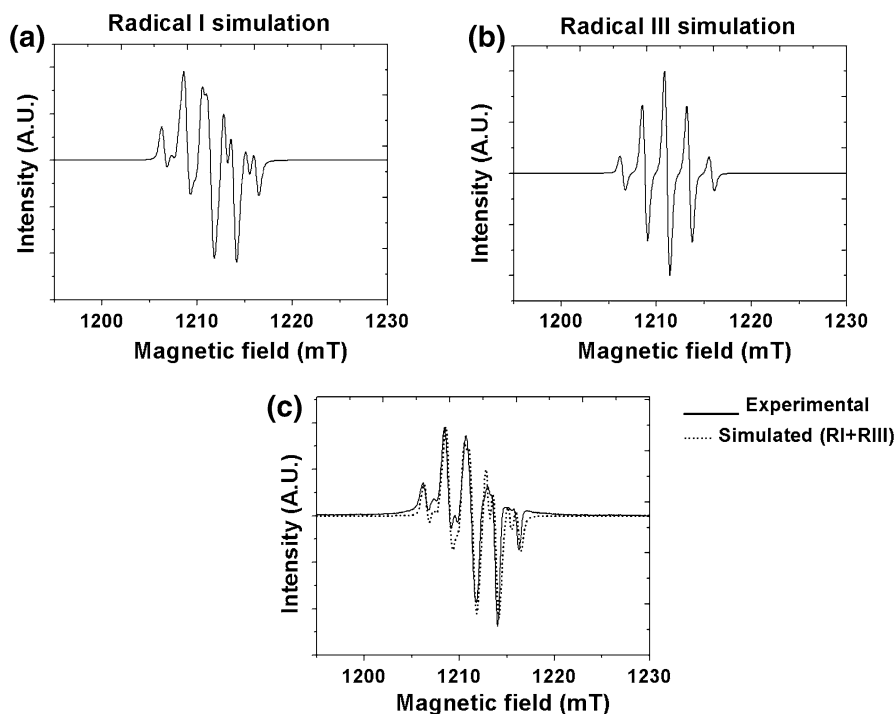 (a)
Radical I simulation
Intensity (A.U.)
1200 1210 1220 1230
Magnetic field (mT)
(b)
Radical III simulation
Intensity (A.U.)
1200 1210 1220 1230
Magnetic field (mT)
(c)
Experimental
Simulated (RI+RIII)
Intensity (A.U.)
1200 1210 1220 1230
Magnetic field (mT)